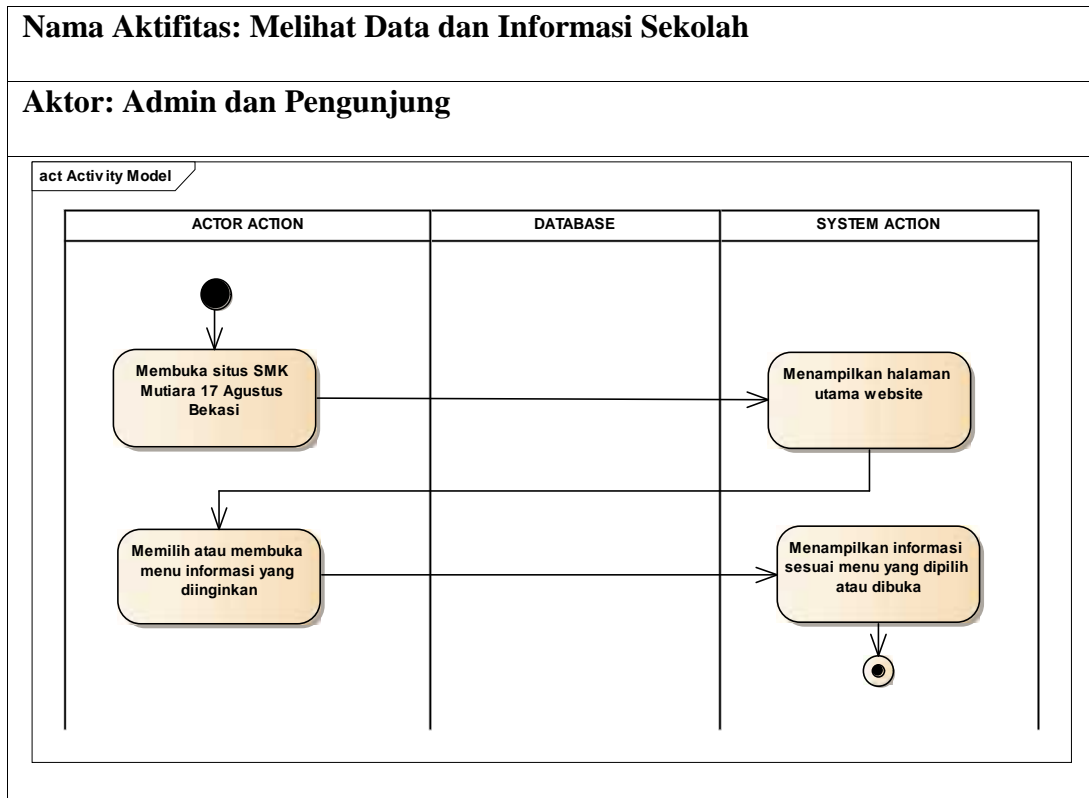 Nama Aktifitas: Melihat Data dan Informasi Sekolah
Aktor: Admin dan Pengunjung
act Activity Model
ACTOR ACTION
DATABASE
SYSTEM ACTION
Membuka situs SMK
Mutiara 17 Agustus
Bekasi
Menampilkan halaman
utama website
Memilih atau membuka
menu informasi yang
diinginkan
Menampilkan informasi
sesuai menu yang dipilih
atau dibuka